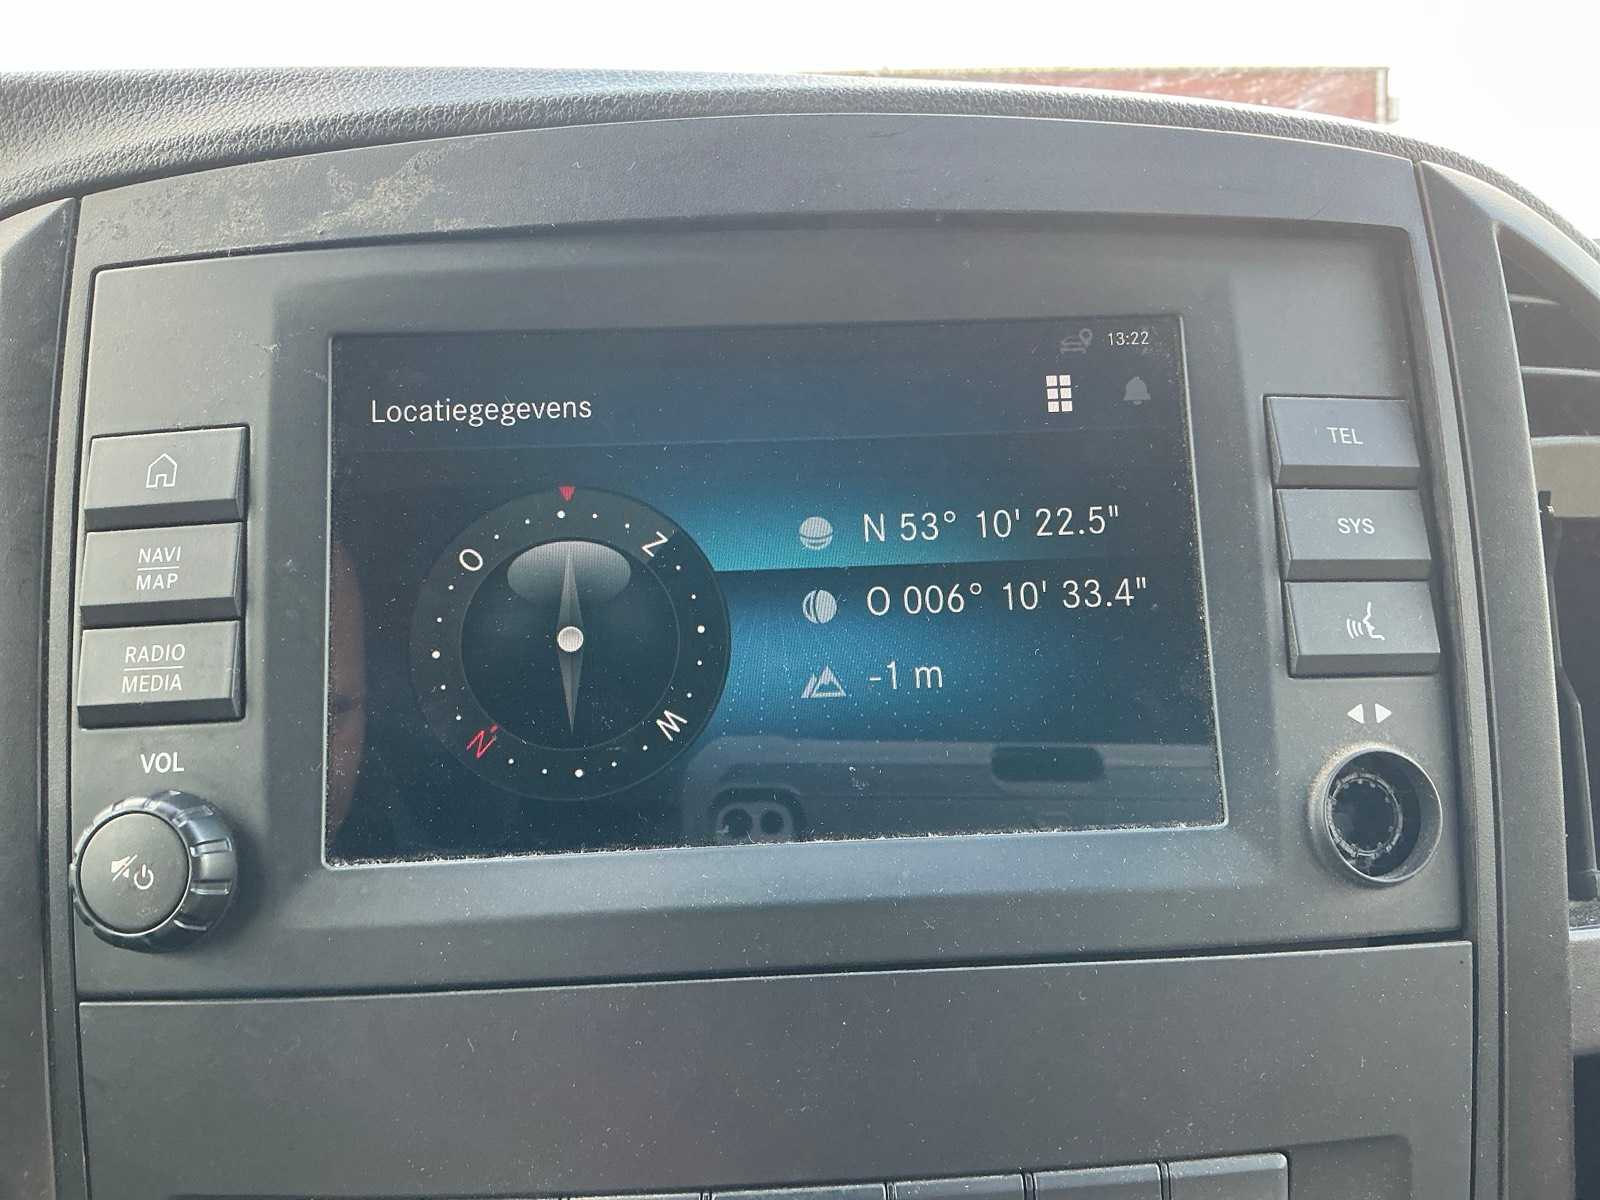 13:22
Locatiegegevens
O
Z
W
N
N 53° 10' 22.5"
O 006° 10' 33.4"
-1 m
NAVI
MAP
RADIO
MEDIA
VOL
TEL
SYS